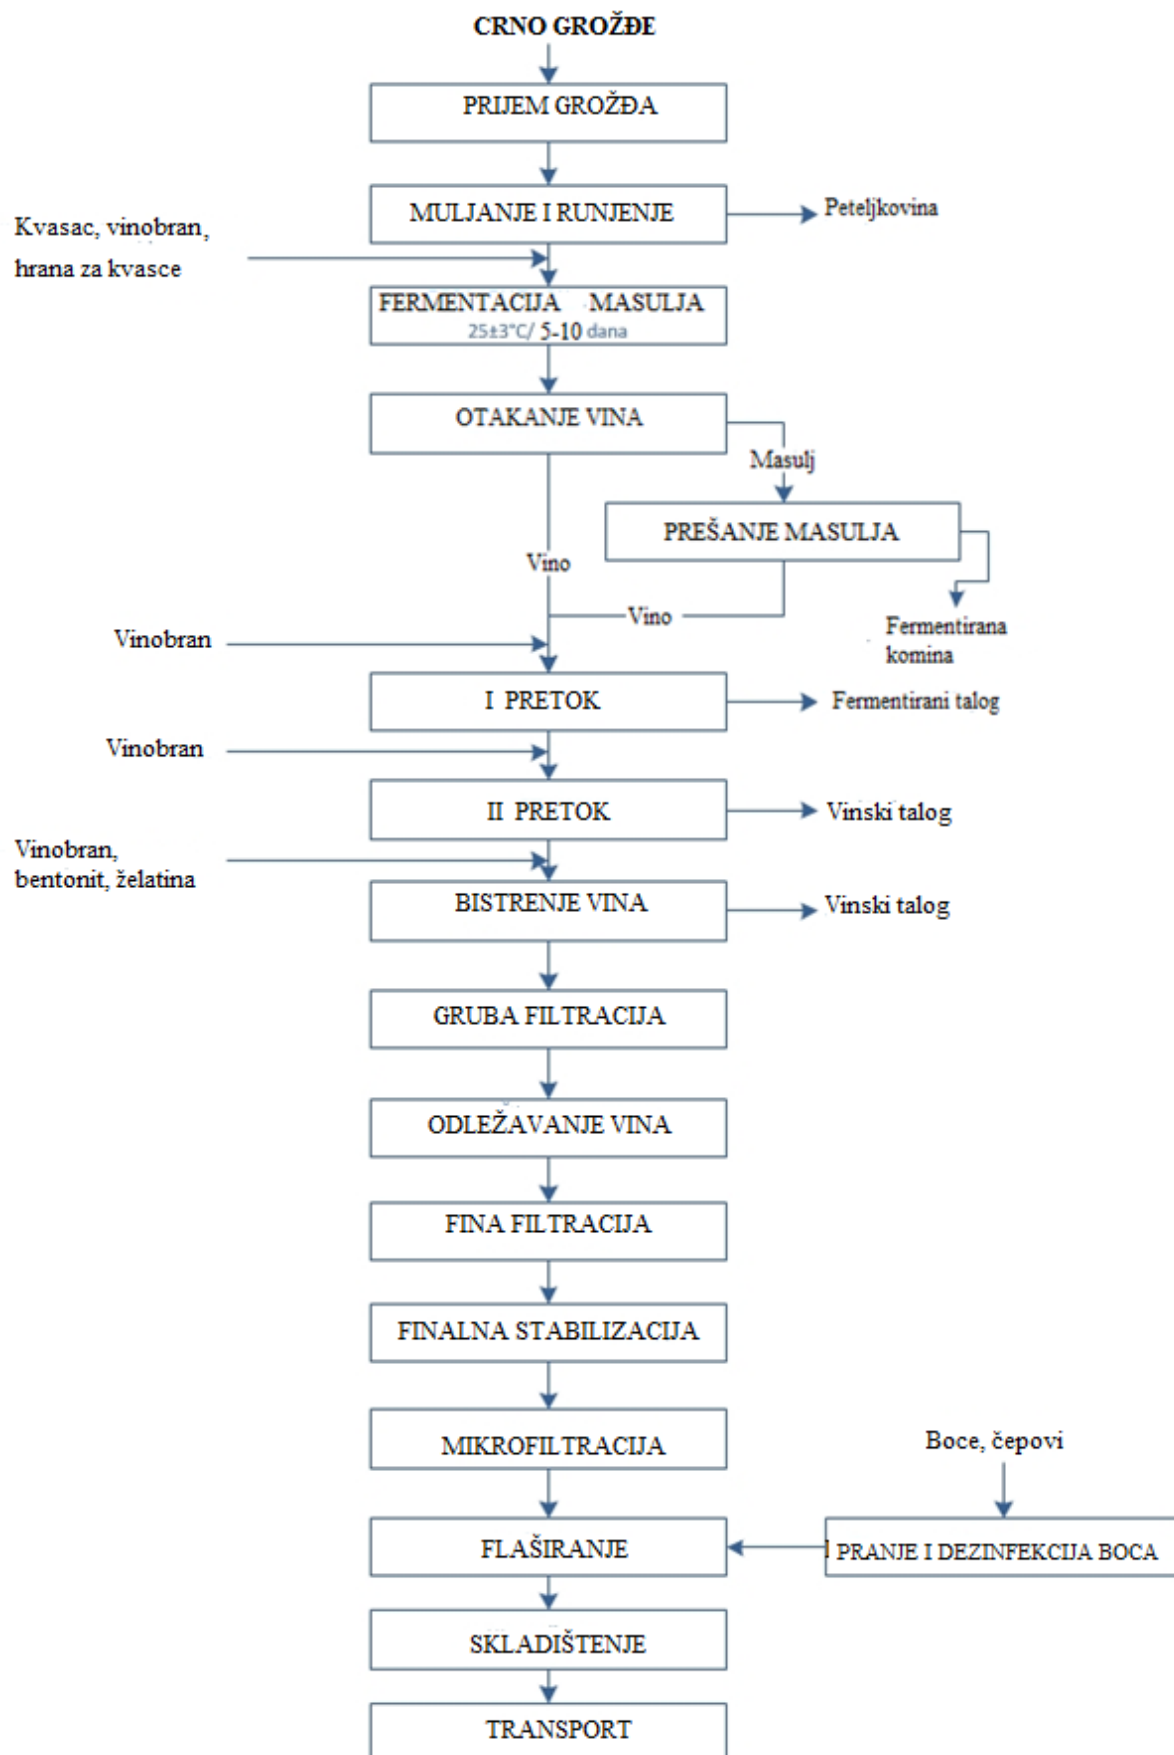 CRNO GROŽĐE
PRIJEM GROŽĐA
MULJANJE I RUNJENJE
Peteljkovina
Kvasac, vinobran,
hrana za kvasce
FERMENTACIJA MASULJA
25±3°C/ 5-10 dana
OTAKANJE VINA
Masulj
PREŠANJE MASULJA
Vino
Vino
Fermentirana
komina
Vinobran
I PRETOK
Fermentirani talog
Vinobran
II PRETOK
Vinski talog
Vinobran,
bentonit, želatina
BISTRENJE VINA
Vinski talog
GRUBA FILTRACIJA
ODLEŽAVANJE VINA
FINA FILTRACIJA
FINALNA STABILIZACIJA
MIKROFILTRACIJA
Boce, čepovi
FLAŠIRANJE
PRANJE I DEZINFEKCIJA BOCA
SKLADIŠTENJE
TRANSPORT